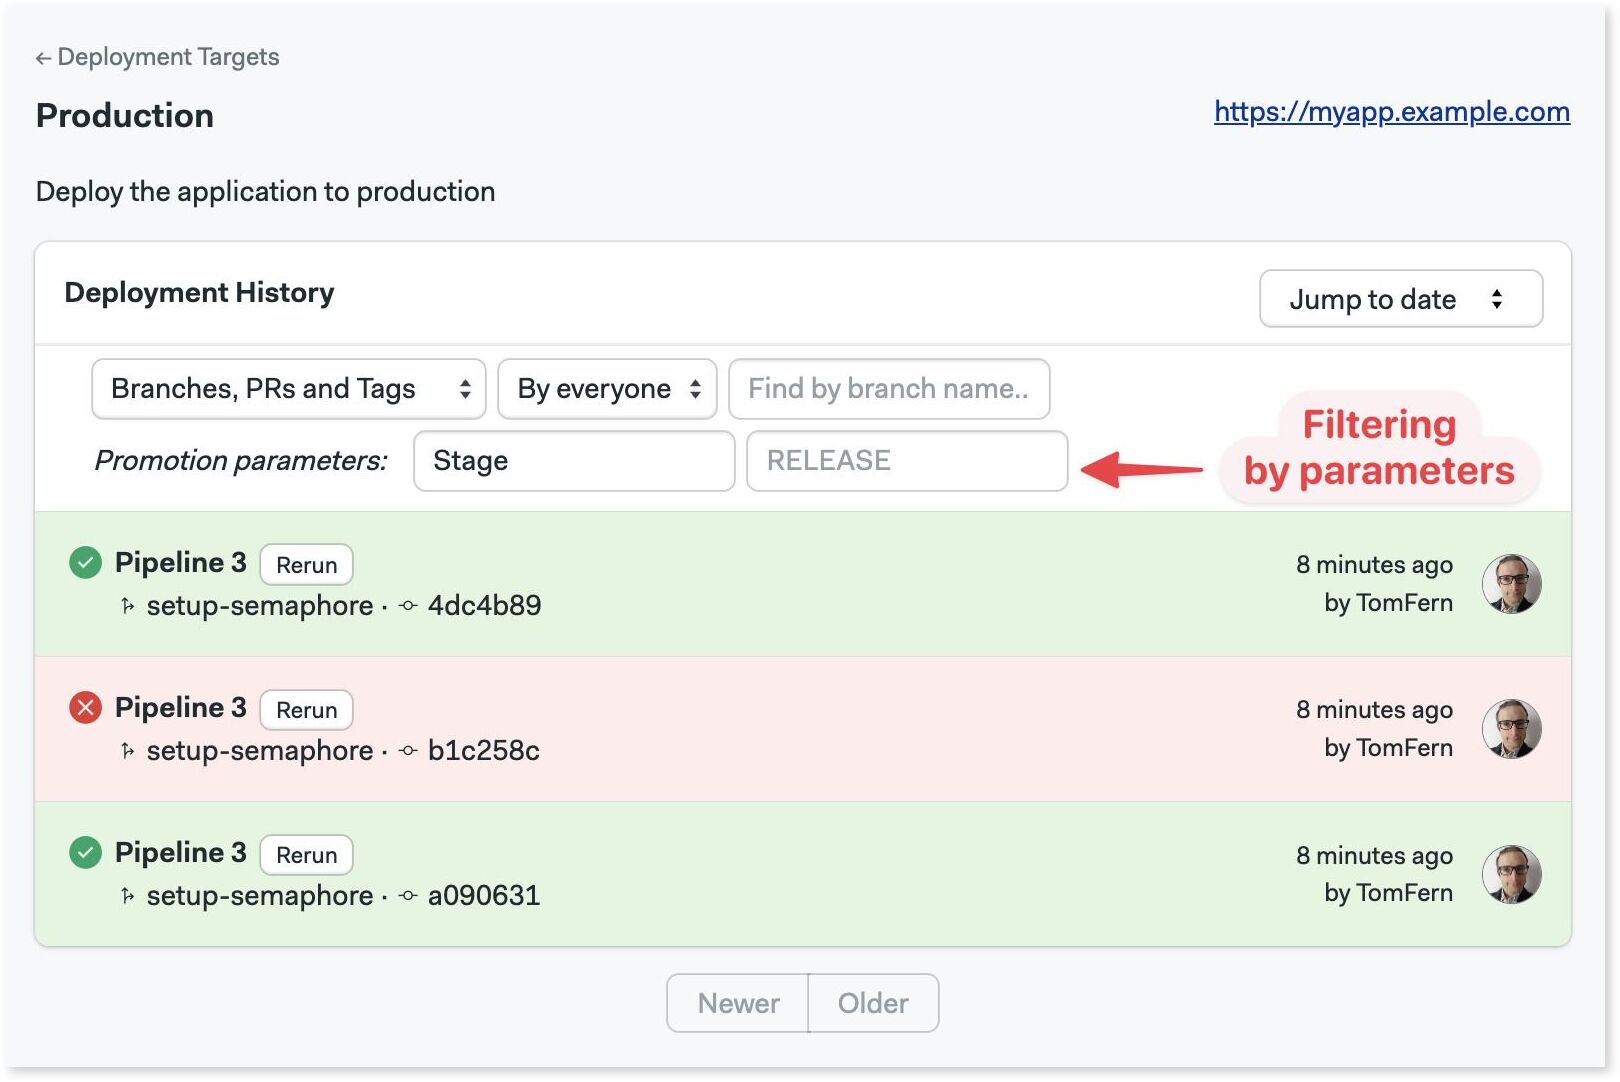 ← Deployment Targets
Production
https://myapp.example.com
Deploy the application to production
Deployment History
Jump to date
Branches, PRs and Tags
By everyone
Find by branch name..
Promotion parameters:
Stage
RELEASE
Filtering
by parameters
Pipeline 3
Rerun
8 minutes ago
setup-semaphore · 4dc4b89
by TomFern
Pipeline 3
Rerun
8 minutes ago
setup-semaphore · b1c258c
by TomFern
Pipeline 3
Rerun
8 minutes ago
setup-semaphore · a090631
by TomFern
Newer
Older